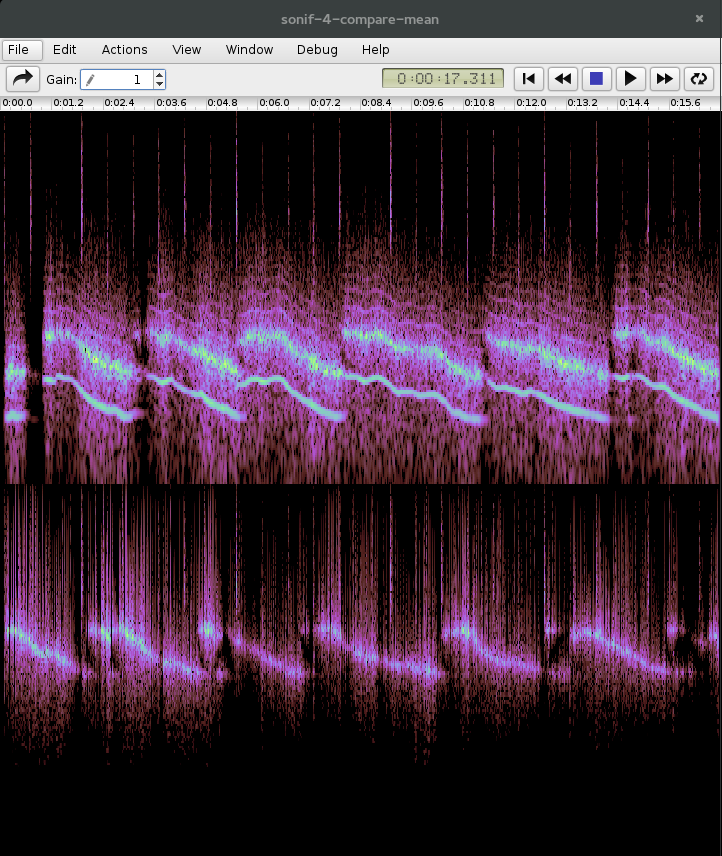 sonif-4-compare-mean ×
File Edit Actions View Window Debug Help
Gain: 1 0:00:17.311
0:00.0 0:01.2 0:02.4 0:03.6 0:04.8 0:06.0 0:07.2 0:08.4 0:09.6 0:10.8 0:12.0 0:13.2 0:14.4 0:15.6